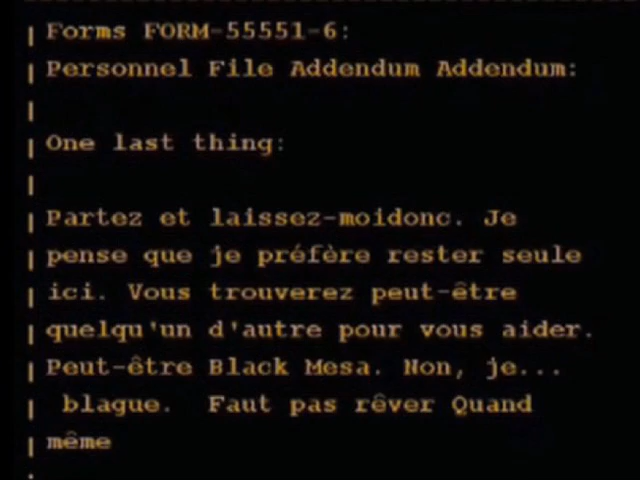 Forms FORM-55551-6:
Personnel File Addendum Addendum:
One last thing:
Partez et laissez-moidonc. Je
pense que je préfère rester seule
ici. Vous trouverez peut-être
quelqu'un d'autre pour vous aider.
Peut-être Black Mesa. Non, je...
blague. Faut pas rêver Quand
même